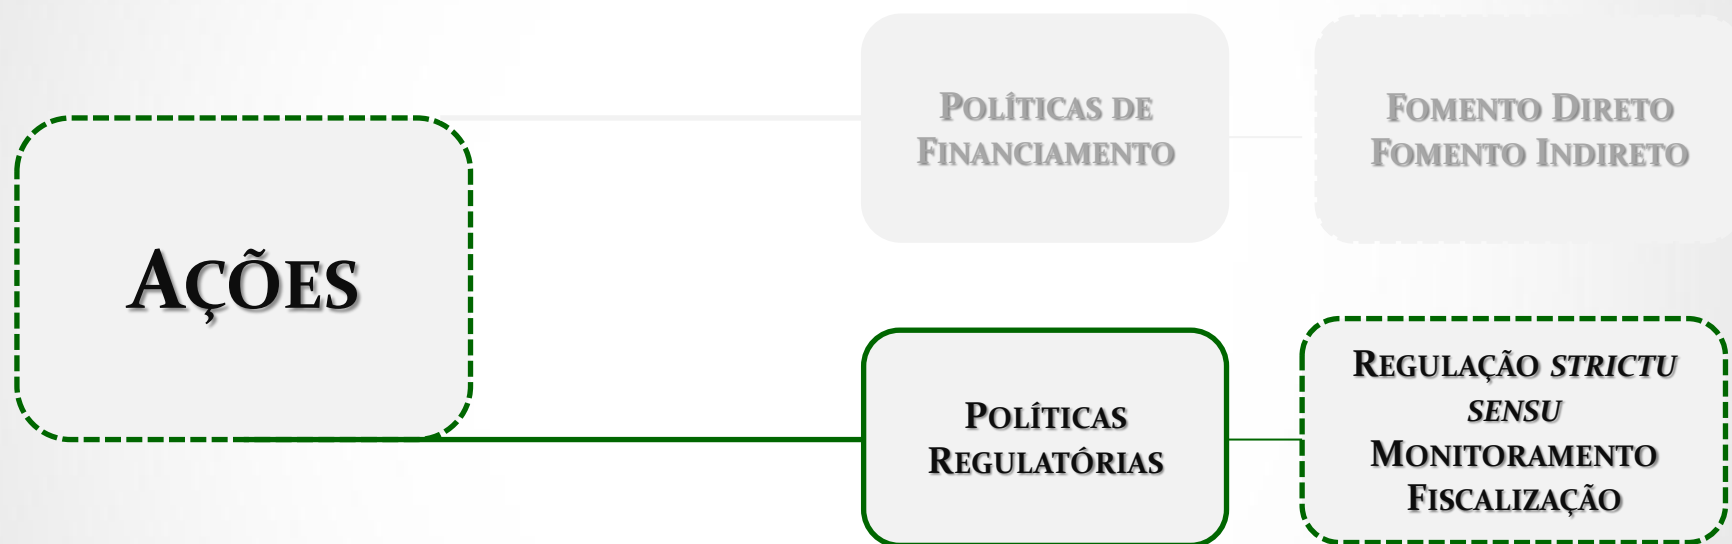 Ações
Políticas de
Financiamento
Fomento Direto
Fomento Indireto
Políticas
Regulatórias
Regulação strictu
sensu
Monitoramento
Fiscalização